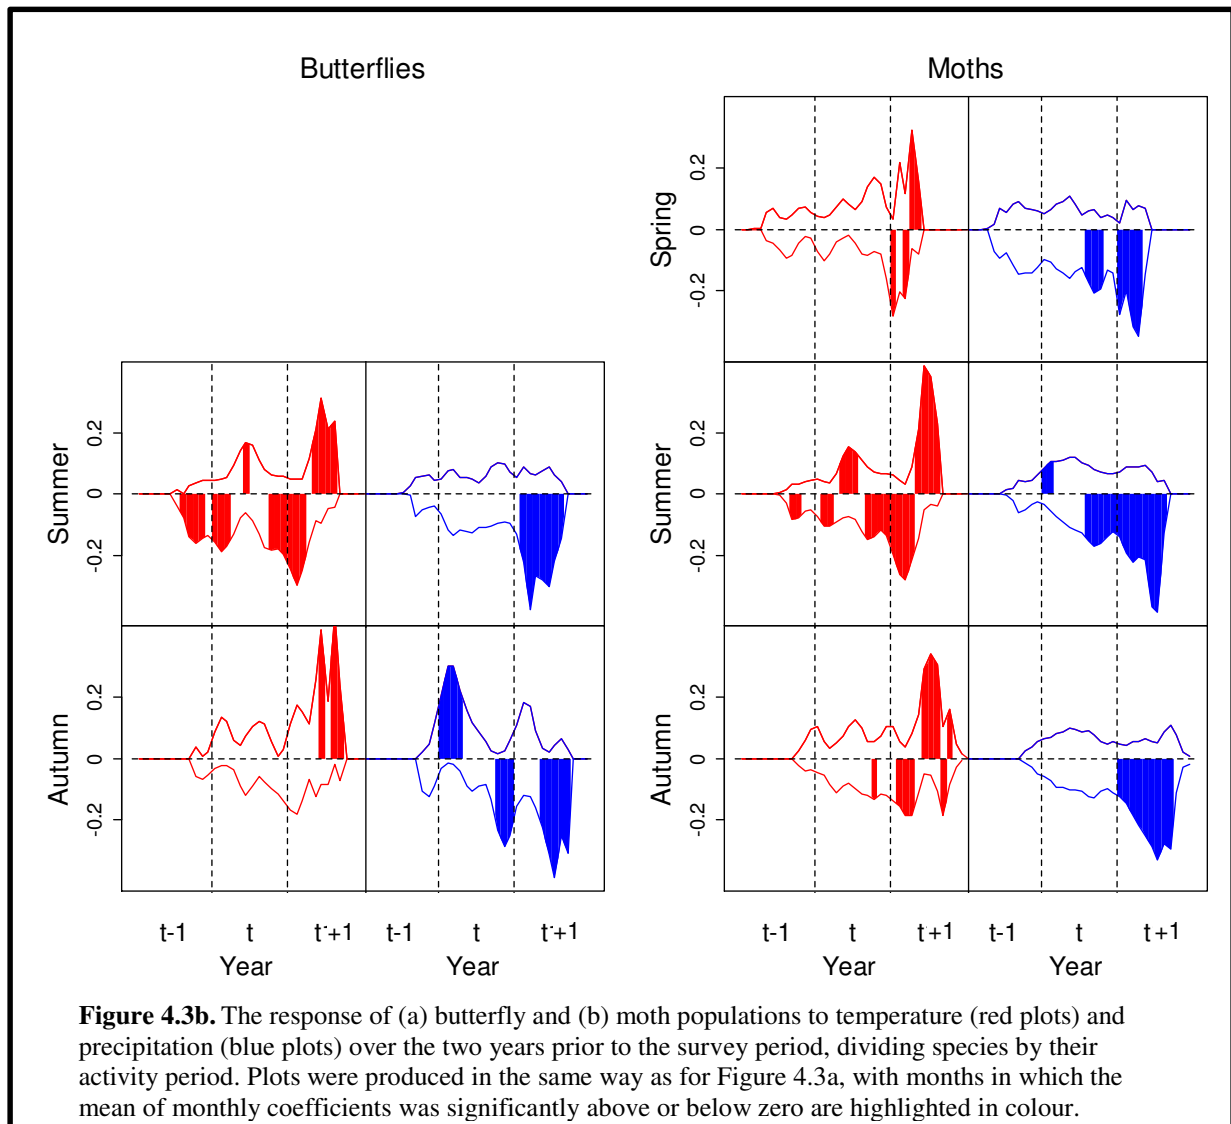 Butterflies
Moths
Spring
0.2
0
-0.2
Summer
0.2
0
-0.2
Summer
0.2
0
-0.2
Autumn
0.2
0
-0.2
Autumn
0.2
0
-0.2
t-1 t t+1 t-1 t t+1
Year Year
t-1 t t+1 t-1 t t+1
Year Year
Figure 4.3b. The response of (a) butterfly and (b) moth populations to temperature (red plots) and
precipitation (blue plots) over the two years prior to the survey period, dividing species by their
activity period. Plots were produced in the same way as for Figure 4.3a, with months in which the
mean of monthly coefficients was significantly above or below zero are highlighted in colour.